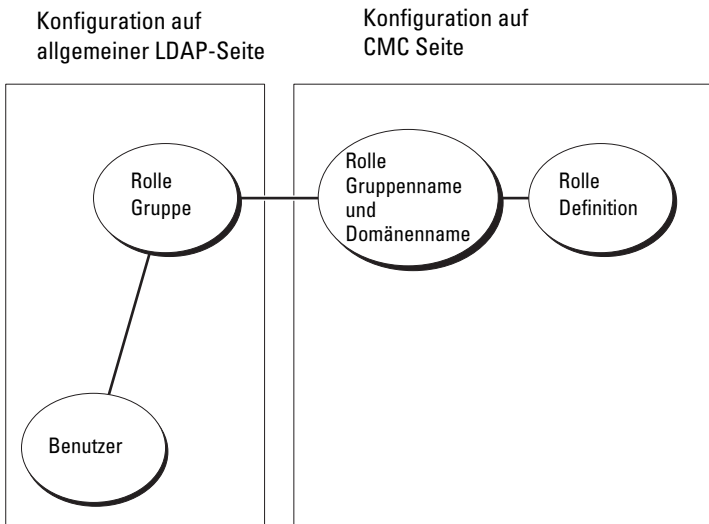 Konfiguration auf
allgemeiner LDAP-Seite
Konfiguration auf
CMC Seite
Rolle
Gruppe
Rolle
Gruppenname
und
Domänenname
Rolle
Definition
Benutzer